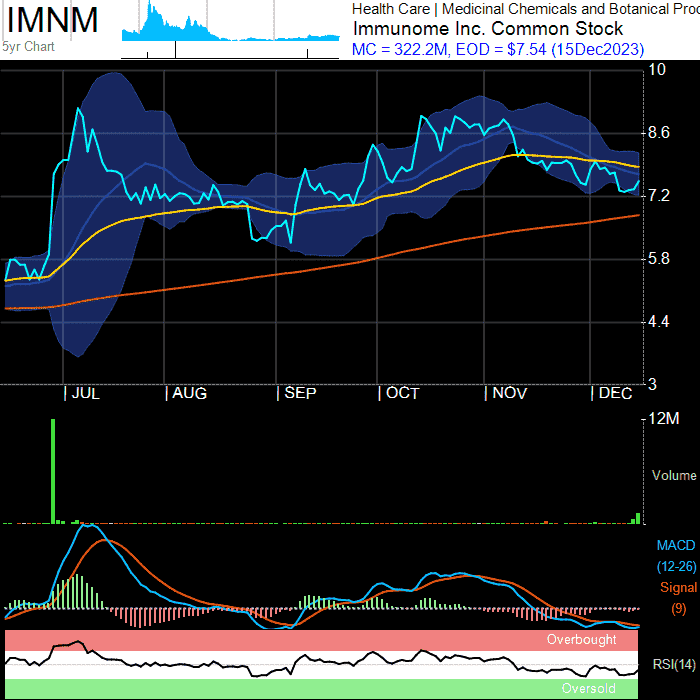 IMNM
5yr Chart
Health Care | Medicinal Chemicals and Botanical Proc
Immunome Inc. Common Stock
MC = 322.2M, EOD = $7.54 (15Dec2023)
10
8.6
7.2
5.8
4.4
3
| JUL | AUG | SEP | OCT | NOV | DEC
12M
Volume
MACD
(12-26)
Signal
(9)
Overbought
RSI(14)
Oversold